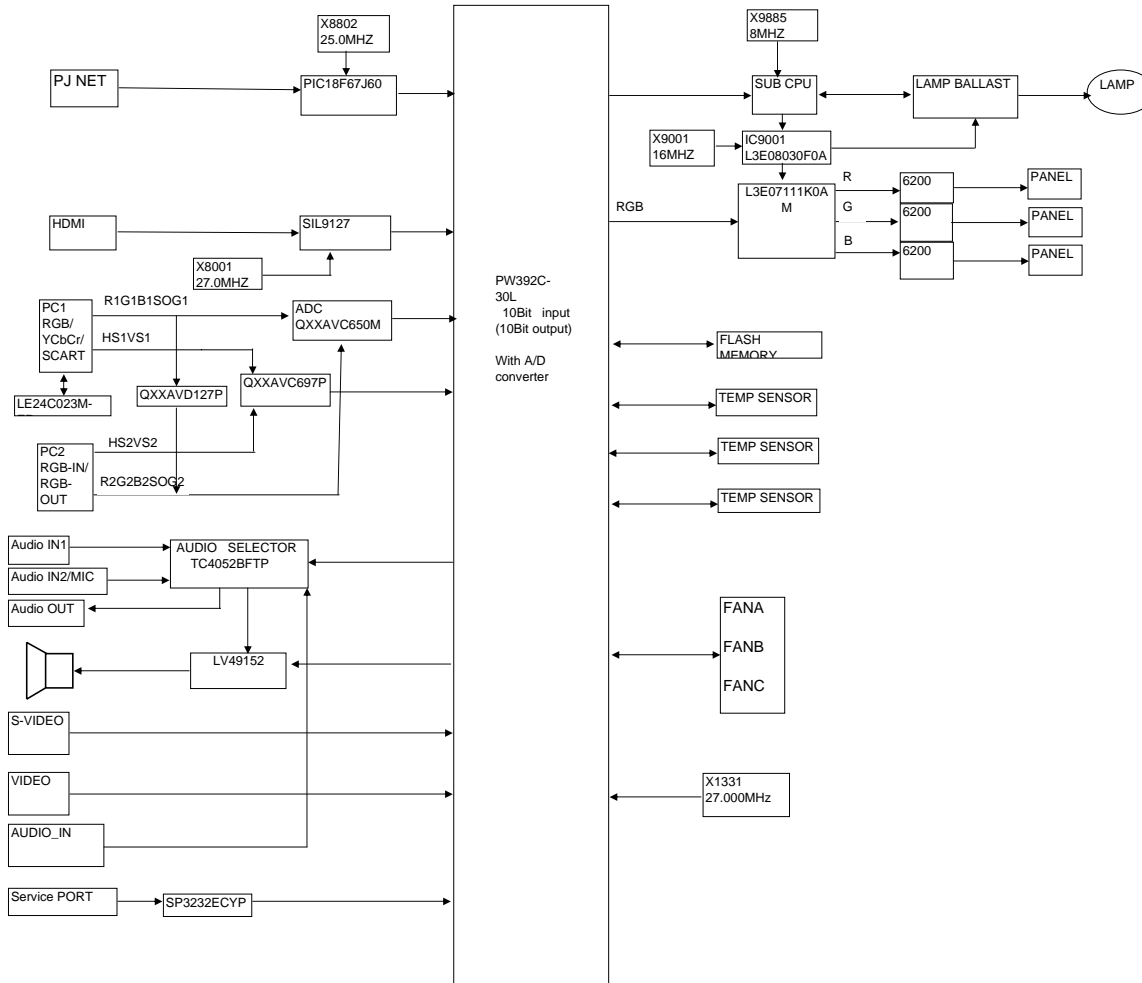 X8802
25.0MHZ
PJ NET
PIC18F67J60
HDMI
SIL9127
X8001
27.0MHZ
PC1
RGB/
YCbCr/
SCART
R1G1B1SOG1
HS1VS1
ADC
QXXAVC650M
QXXAVD127P
QXXAVC697P
LE24C023M-
PC2
RGB-IN/
RGB-
OUT
HS2VS2
R2G2B2SOG2
Audio IN1
Audio IN2/MIC
Audio OUT
AUDIO SELECTOR
TC4052BFTP
LV49152
S-VIDEO
VIDEO
AUDIO_IN
Service PORT
SP3232ECYP
PW392C-
30L
10Bit input
(10Bit output)
With A/D
converter
X9885
8MHZ
SUB CPU
LAMP BALLAST
LAMP
X9001
16MHZ
IC9001
L3E08030F0A
RGB
L3E07111K0A
M
R
G
B
6200
6200
6200
PANEL
PANEL
PANEL
FLASH
MEMORY
TEMP SENSOR
TEMP SENSOR
TEMP SENSOR
FANA
FANB
FANC
X1331
27.000MHz